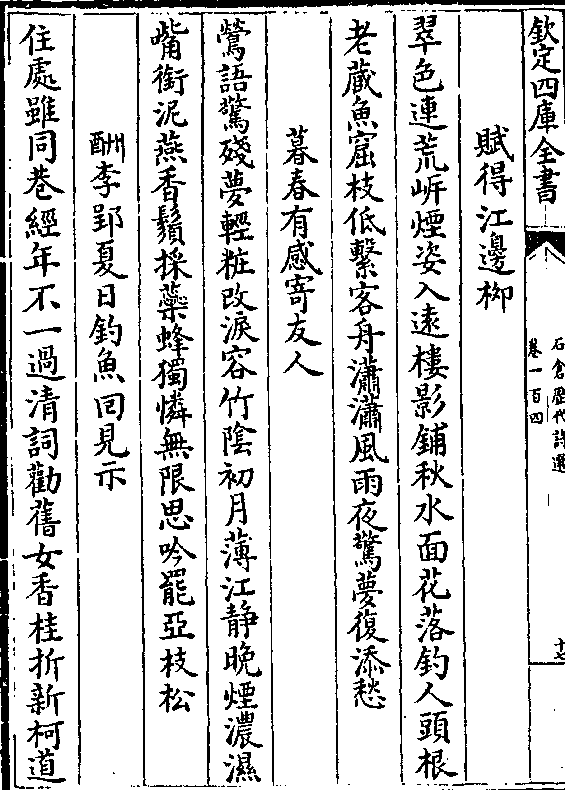 欽定四庫全書
石倉歷代詩選
卷一百四
十七
賦得江邊柳
翠色連荒岍煙姿入遠樓影鋪秋水面花落釣人頭根
老蔵魚窟枝低繫客舟瀟瀟風雨夜驚夢復添愁
暮春有感寄友人
鶯語驚殘夢輕粧改淚容竹陰初月薄江静晚煙濃濕
觜銜泥燕香鬚採蘂蜂獨憐無限思吟罷亞枝松
酬李郢夏日釣魚囘見示
住處雖同巷經年不一過清詞勸舊女香桂折新柯道